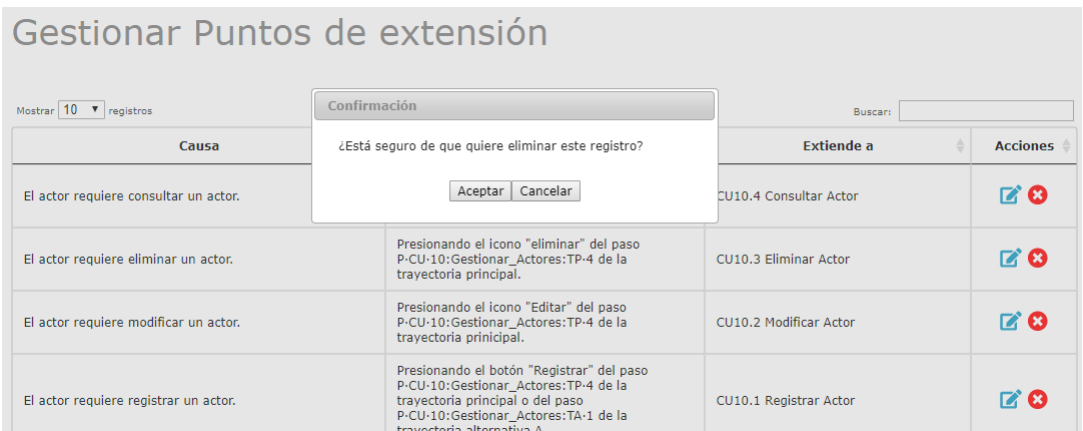 Gestionar Puntos de extensión
Mostrar 10 registros
Buscar:
Confirmación
¿Está seguro de que quiere eliminar este registro?
Aceptar Cancelar
Causa
Extiende a
Acciones
El actor requiere consultar un actor.
CU10.4 Consultar Actor
El actor requiere eliminar un actor.
Presionando el icono "eliminar" del paso
P-CU-10:Gestionar_Actores:TP-4 de la
trayectoria principal.
CU10.3 Eliminar Actor
El actor requiere modificar un actor.
Presionando el icono "Editar" del paso
P-CU-10:Gestionar_Actores:TP-4 de la
trayectoria prinicipal.
CU10.2 Modificar Actor
El actor requiere registrar un actor.
Presionando el botón "Registrar" del paso
P-CU-10:Gestionar_Actores:TP-4 de la
trayectoria principal o del paso
P-CU-10:Gestionar_Actores:TA-1 de la
trayectoria alternativa A.
CU10.1 Registrar Actor